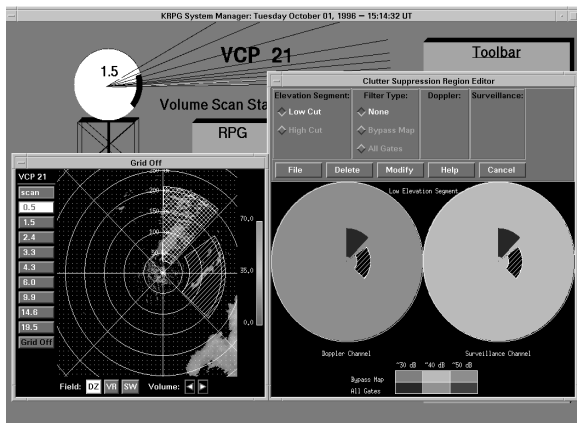 KRPG System Manager: Tuesday October 01, 1996 – 15:14:32 UT
1.5
VCP 21
Toolbar
Volume Scan Sta
RPG
Clutter Suppression Region Editor
Elevation Segment: Filter Type: Doppler: Surveillance:
Low Cut None
High Cut Bypass Map
All Gates
File Delete Modify Help Cancel
Grid Off
VCP 21
scan
0.5
1.5
2.4
3.3
4.3
6.0
9.9
14.6
19.5
Grid Off
200
150
100
50
70,0
35,0
0,0
Field: DZ VR SW Volume:
Low Elevation Segment
Doppler Channel Surveillance Channel
~30 dB ~40 dB ~50 dB
Bypass Map
All Gates